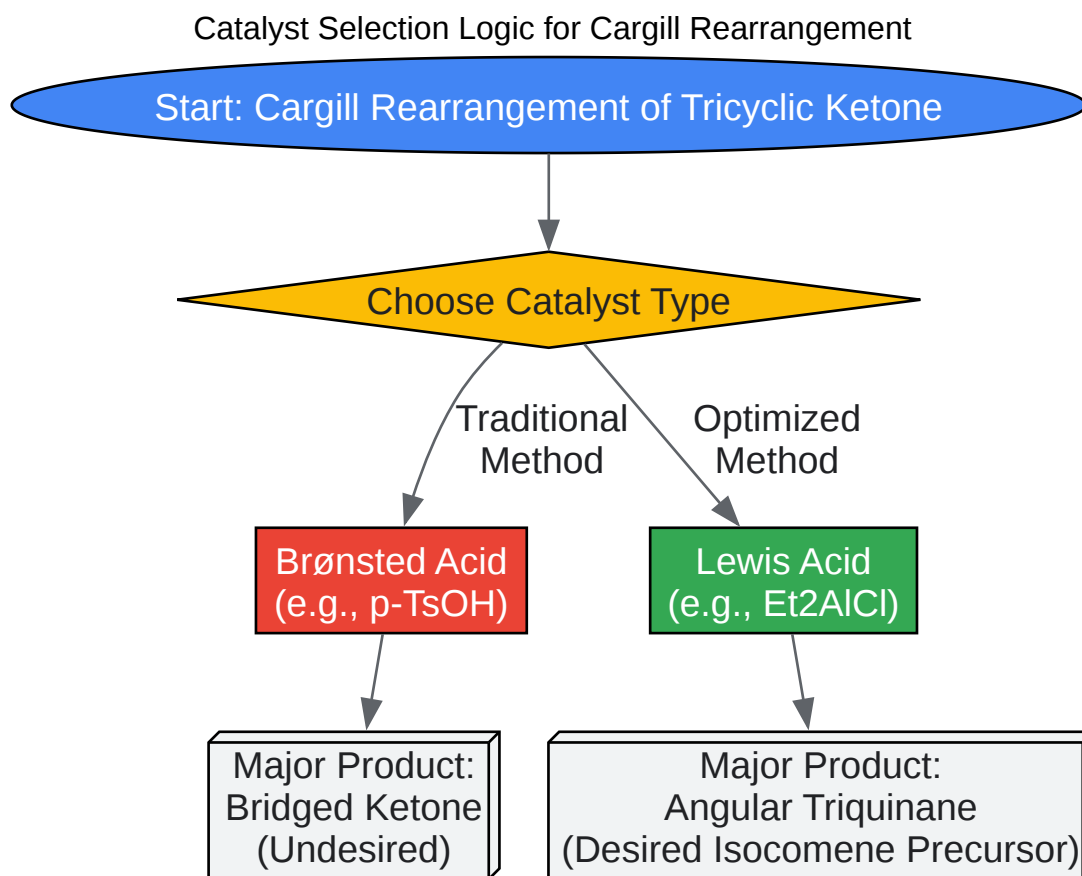 Catalyst Selection Logic for Cargill Rearrangement
Start: Cargill Rearrangement of Tricyclic Ketone
Choose Catalyst Type
Traditional
Method
Optimized
Method
Brønsted Acid
(e.g., p-TsOH)
Lewis Acid
(e.g., Et2AlCl)
Major Product:
Bridged Ketone
(Undesired)
Major Product:
Angular Triquinane
(Desired Isocomene Precursor)